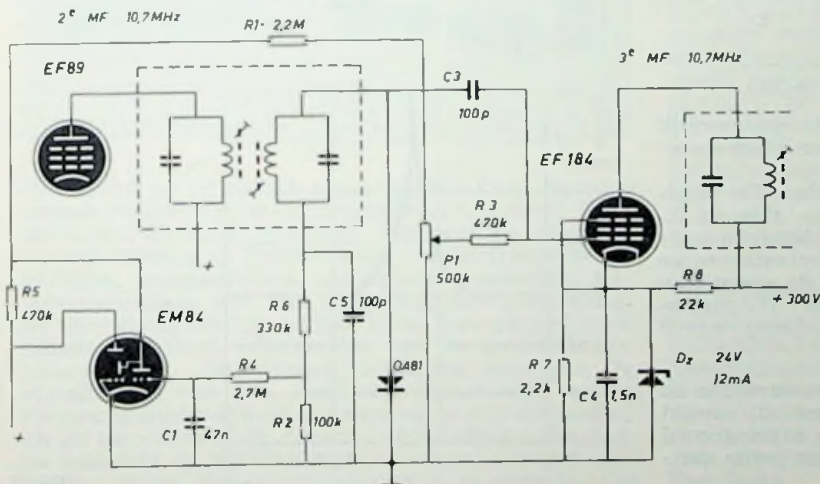 2e MF 10,7MHz
R1- 2,2M
EF89
C3
100p
3e MF 10,7MHz
EF184
R3
470k
P1
500k
R8
22k
+300V
+
R5
470k
EM84
R6
330k
C5
100p
R4
2,7M
OA81
R7
2,2k
C4
1,5n
Dz 24V
12mA
C1
47n
R2
100k
+